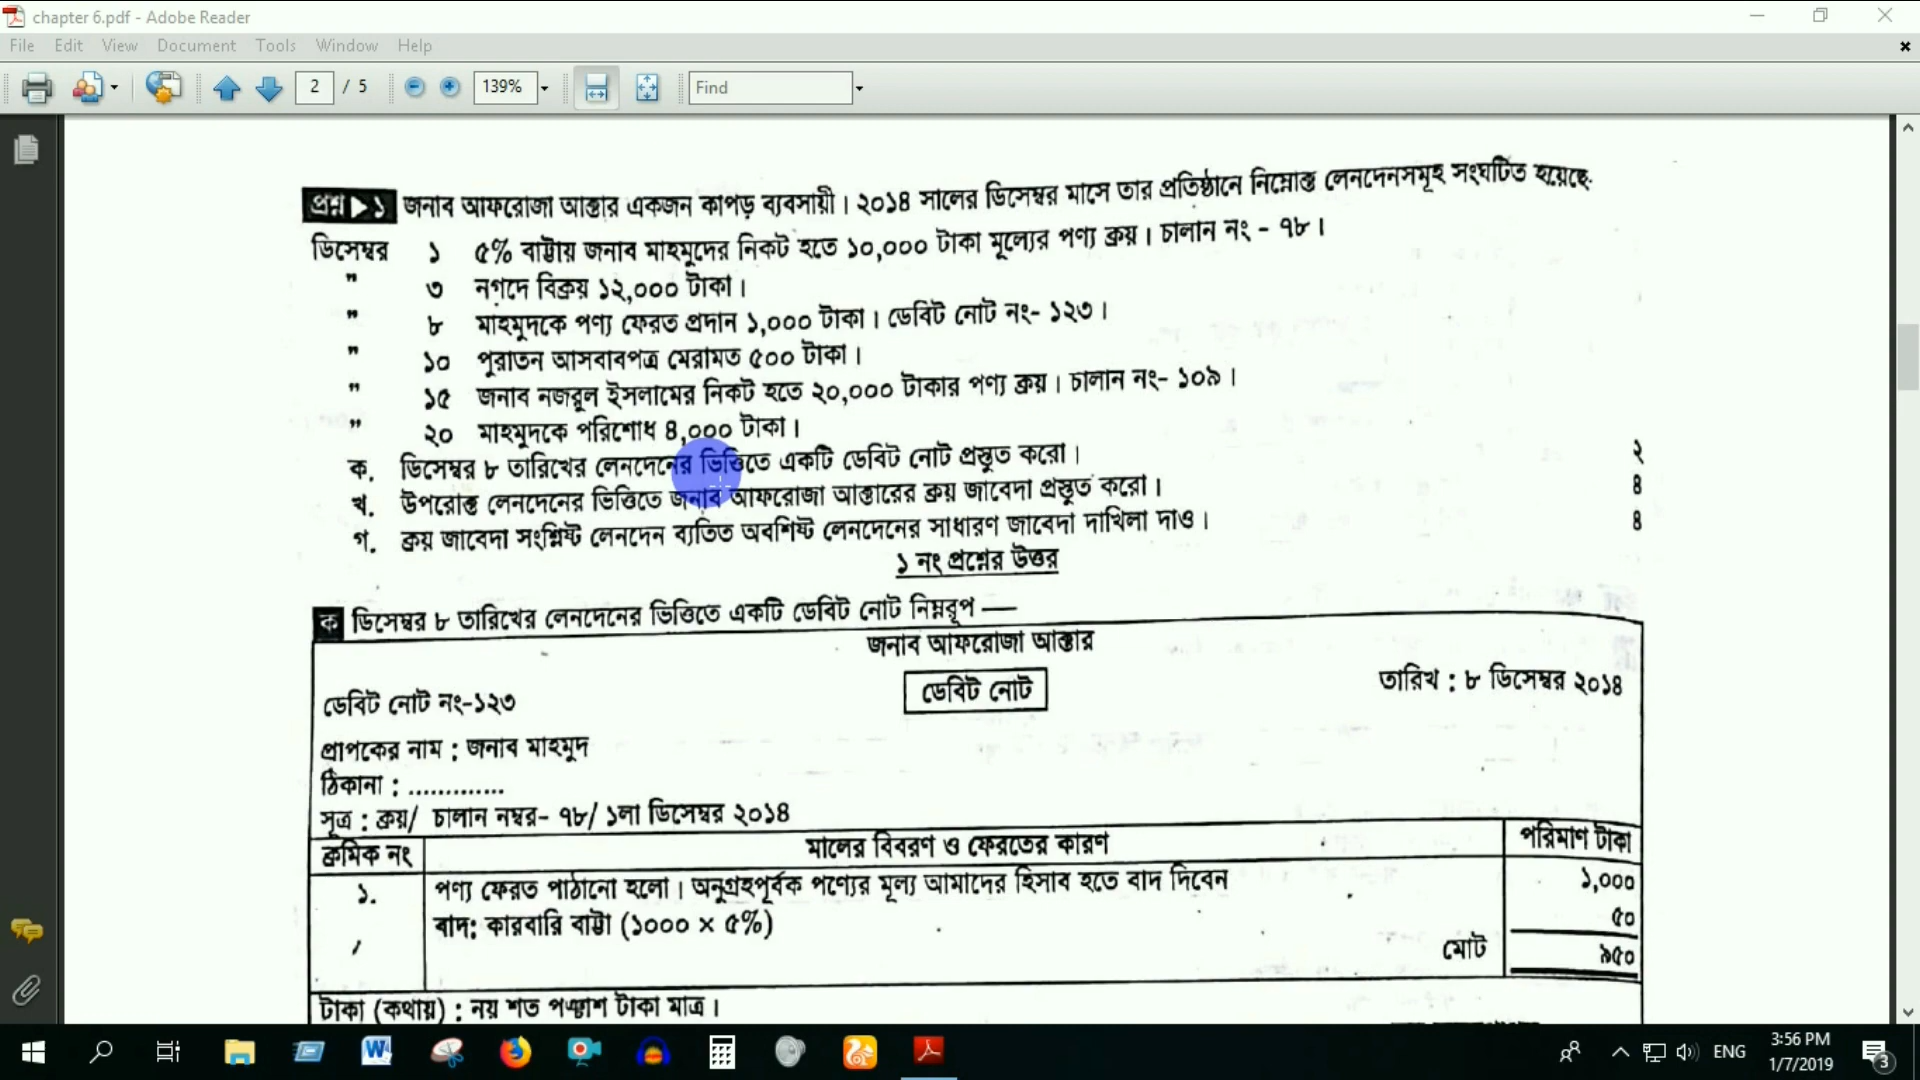 chapter 6.pdf - Adobe Reader
File Edit View Document Tools Window Help
2 / 5 139% Find
প্রশ্ন ▶ ১ জনাব আফরোজা আক্তার একজন কাপড় ব্যবসায়ী। ২০১৪ সালের ডিসেম্বর মাসে তার প্রতিষ্ঠানে নিম্নোক্ত লেনদেনসমূহ সংঘটিত হয়েছে:
ডিসেম্বর ১ ৫% বাট্টায় জনাব মাহমুদের নিকট হতে ১০,০০০ টাকা মূল্যের পণ্য ক্রয়। চালান নং - ৭৮।
" ৩ নগদে বিক্রয় ১২,০০০ টাকা।
" ৮ মাহমুদকে পণ্য ফেরত প্রদান ১,০০০ টাকা। ডেবিট নোট নং- ১২৩।
" ১০ পুরাতন আসবাবপত্র মেরামত ৫০০ টাকা।
" ১৫ জনাব নজরুল ইসলামের নিকট হতে ২০,০০০ টাকার পণ্য ক্রয়। চালান নং- ১০৯।
" ২০ মাহমুদকে পরিশোধ ৪,০০০ টাকা।
ক. ডিসেম্বর ৮ তারিখের লেনদেনের ভিত্তিতে একটি ডেবিট নোট প্রস্তুত করো। ২
খ. উপরোক্ত লেনদেনের ভিত্তিতে জনাব আফরোজা আক্তারের ক্রয় জাবেদা প্রস্তুত করো। ৪
গ. ক্রয় জাবেদা সংশ্লিষ্ট লেনদেন ব্যতিত অবশিষ্ট লেনদেনের সাধারণ জাবেদা দাখিলা দাও। ৪
১ নং প্রশ্নের উত্তর
ক ডিসেম্বর ৮ তারিখের লেনদেনের ভিত্তিতে একটি ডেবিট নোট নিম্নরূপ —
জনাব আফরোজা আক্তার
ডেবিট নোট নং-১২৩ ডেবিট নোট তারিখ : ৮ ডিসেম্বর ২০১৪
প্রাপকের নাম : জনাব মাহমুদ
ঠিকানা : .............
সূত্র : ক্রয়/ চালান নম্বর- ৭৮/ ১লা ডিসেম্বর ২০১৪
ক্রমিক নং মালের বিবরণ ও ফেরতের কারণ পরিমাণ টাকা
১. পণ্য ফেরত পাঠানো হলো। অনুগ্রহপূর্বক পণ্যের মূল্য আমাদের হিসাব হতে বাদ দিবেন ১,০০০
বাদ: কারবারি বাট্টা (১০০০ × ৫%) ৫০
মোট ৯৫০
টাকা (কথায়) : নয় শত পঞ্চাশ টাকা মাত্র।
ENG 3:56 PM
1/7/2019 3